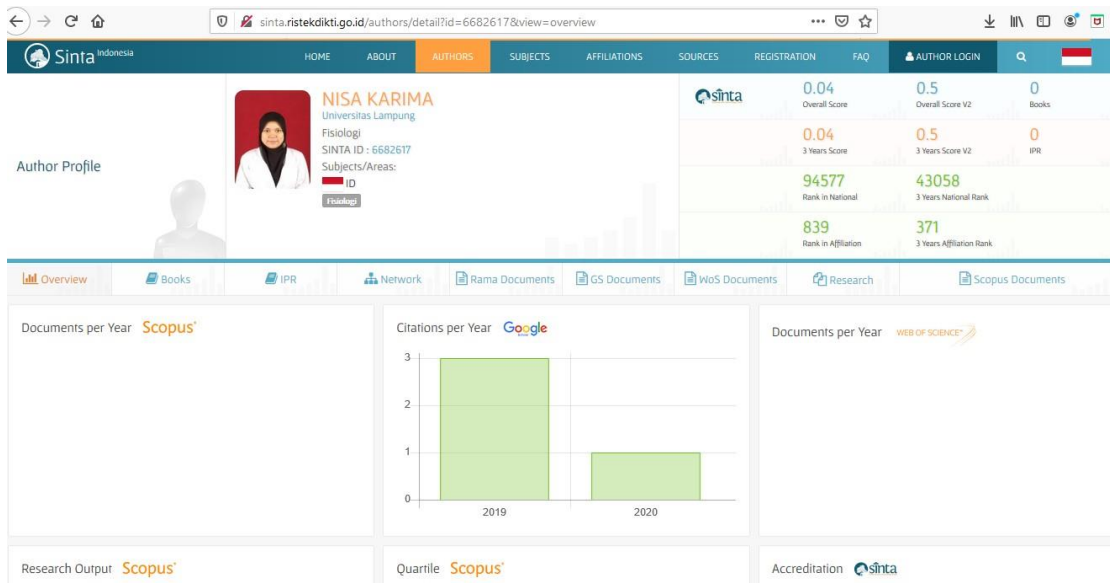 sinta.ristekdikti.go.id/authors/detail?id=6682617&view=overview
Sinta Indonesia
HOME ABOUT AUTHORS SUBJECTS AFFILIATIONS SOURCES REGISTRATION FAQ AUTHOR LOGIN
Author Profile
NISA KARIMA
Universitas Lampung
Fisiologi
SINTA ID : 6682617
Subjects/Areas:
ID
Fisiologi
sinta
0.04 0.5 0
Overall Score Overall Score V2 Books
0.04 0.5 0
3 Years Score 3 Years Score V2 IPR
94577 43058
Rank in National 3 Years National Rank
839 371
Rank in Affiliation 3 Years Affiliation Rank
Overview Books IPR Network Rama Documents GS Documents WoS Documents Research Scopus Documents
Documents per Year Scopus
Citations per Year Google
3
2
1
0
2019 2020
Documents per Year WEB OF SCIENCE™
Research Output Scopus
Quartile Scopus
Accreditation sinta